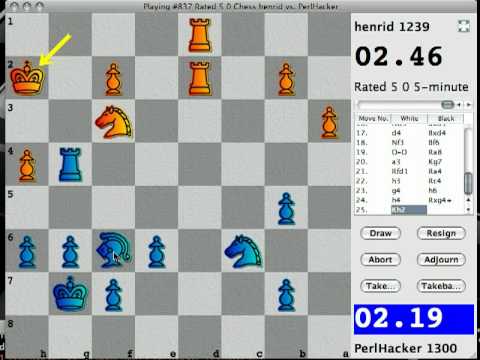 Playing #837 Rated 5 0 Chess henrid vs. PerlHacker
henrid 1239
02.46
Rated 5 0 5-minute
Move No. White Black
17. d4 Bxd4
18. Nf3 Bf6
19. O-O Ra8
20. a3 Kg7
21. Rfd1 Ra4
22. h3 Rc4
23. g4 h6
24. h4 Rxg4+
25. Kh2
Draw Resign
Abort Adjourn
Take... Takeba...
02.19
PerlHacker 1300
1
2
3
4
5
6
7
8
h g f e d c b a